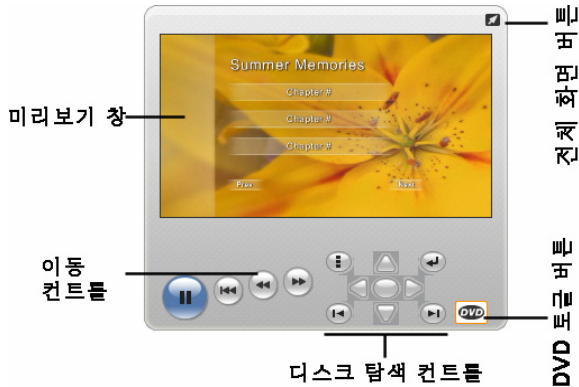 전체 화면 버튼
Summer Memories
Chapter #
미리보기 창
Chapter #
Chapter #
Prev
Next
이동
컨트롤
DVD
DVD 토글 버튼
디스크 탐색 컨트롤